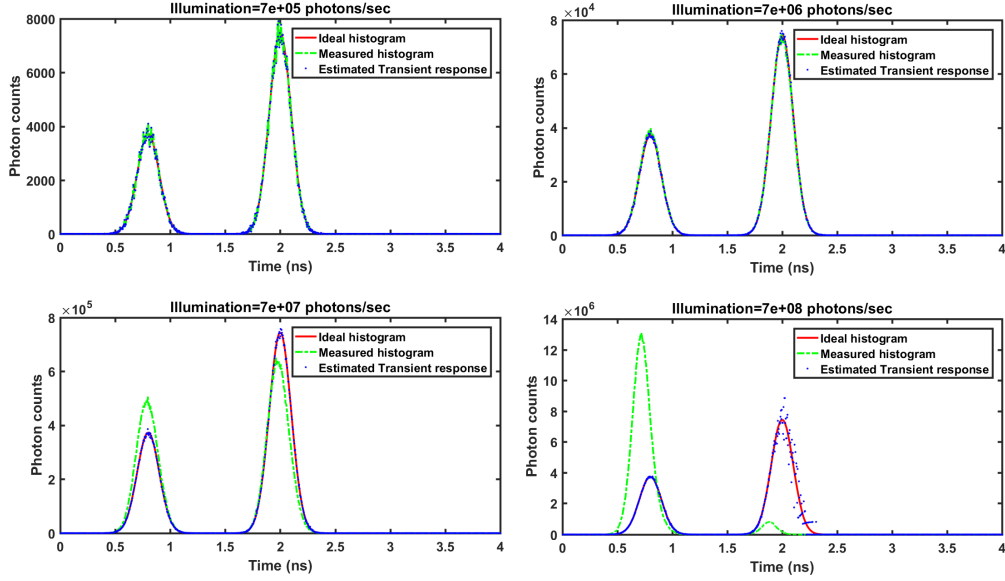 Illumination=7e+05 photons/sec
8000
6000
4000
2000
0
Photon counts
Ideal histogram
Measured histogram
Estimated Transient response
0 0.5 1 1.5 2 2.5 3 3.5 4
Time (ns)
Illumination=7e+06 photons/sec
×10^4
8
6
4
2
0
Photon counts
Ideal histogram
Measured histogram
Estimated Transient response
0 0.5 1 1.5 2 2.5 3 3.5 4
Time (ns)
Illumination=7e+07 photons/sec
×10^5
8
6
4
2
0
Photon counts
Ideal histogram
Measured histogram
Estimated Transient response
0 0.5 1 1.5 2 2.5 3 3.5 4
Time (ns)
Illumination=7e+08 photons/sec
×10^6
14
12
10
8
6
4
2
0
Photon counts
Ideal histogram
Measured histogram
Estimated Transient response
0 0.5 1 1.5 2 2.5 3 3.5 4
Time (ns)